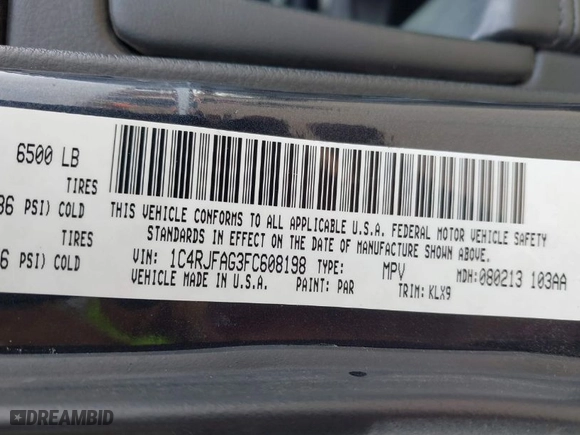 6500 LB
TIRES
36 PSI) COLD
TIRES
6 PSI) COLD
THIS VEHICLE CONFORMS TO ALL APPLICABLE U.S.A. FEDERAL MOTOR VEHICLE SAFETY
STANDARDS IN EFFECT ON THE DATE OF MANUFACTURE SHOWN ABOVE.
VIN: 1C4RJFAG3FC608198 TYPE: MPV MDH:080213 103AA
VEHICLE MADE IN U.S.A. PAINT: PAR TRIM: KLX9
DREAMBID